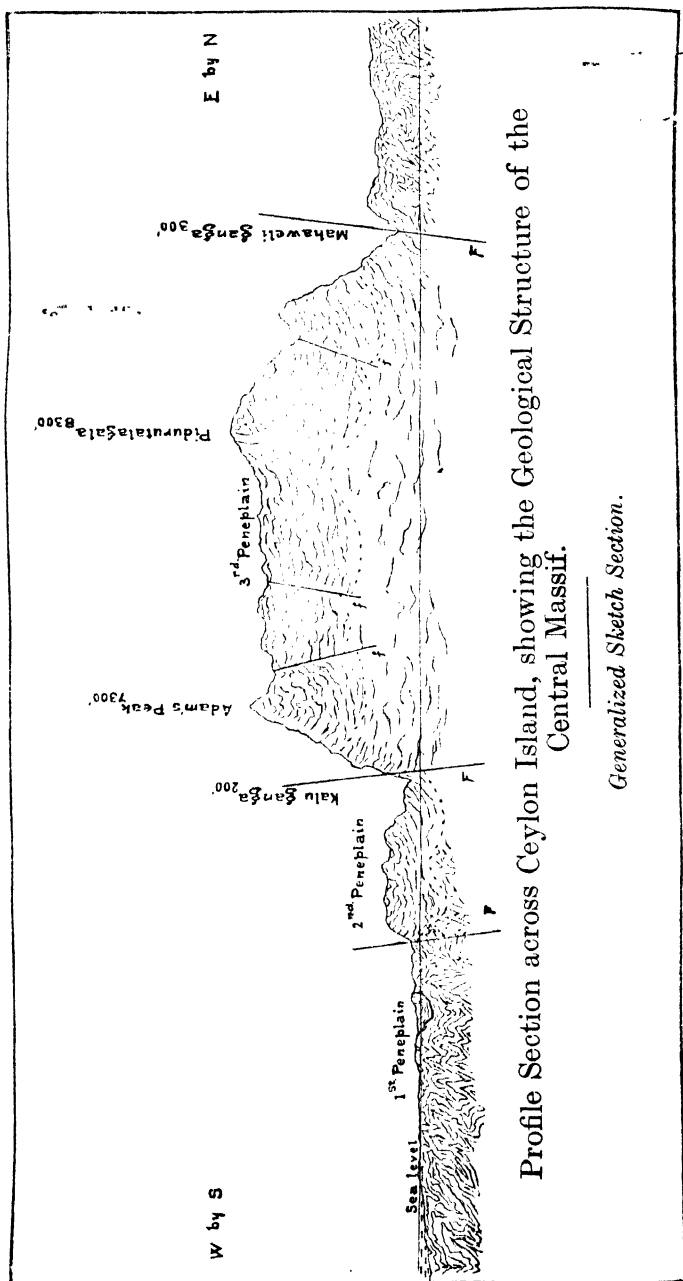 W by S
E by N
Adam's Peak 7300'
Pidurutalagala 8300'
Kalu ganga 200'
Mahaweli ganga 300'
3rd Peneplain
2nd Peneplain
1st Peneplain
Sea level
F
F
f
f
f
F
Profile Section across Ceylon Island, showing the Geological Structure of the
Central Massif.
Generalized Sketch Section.